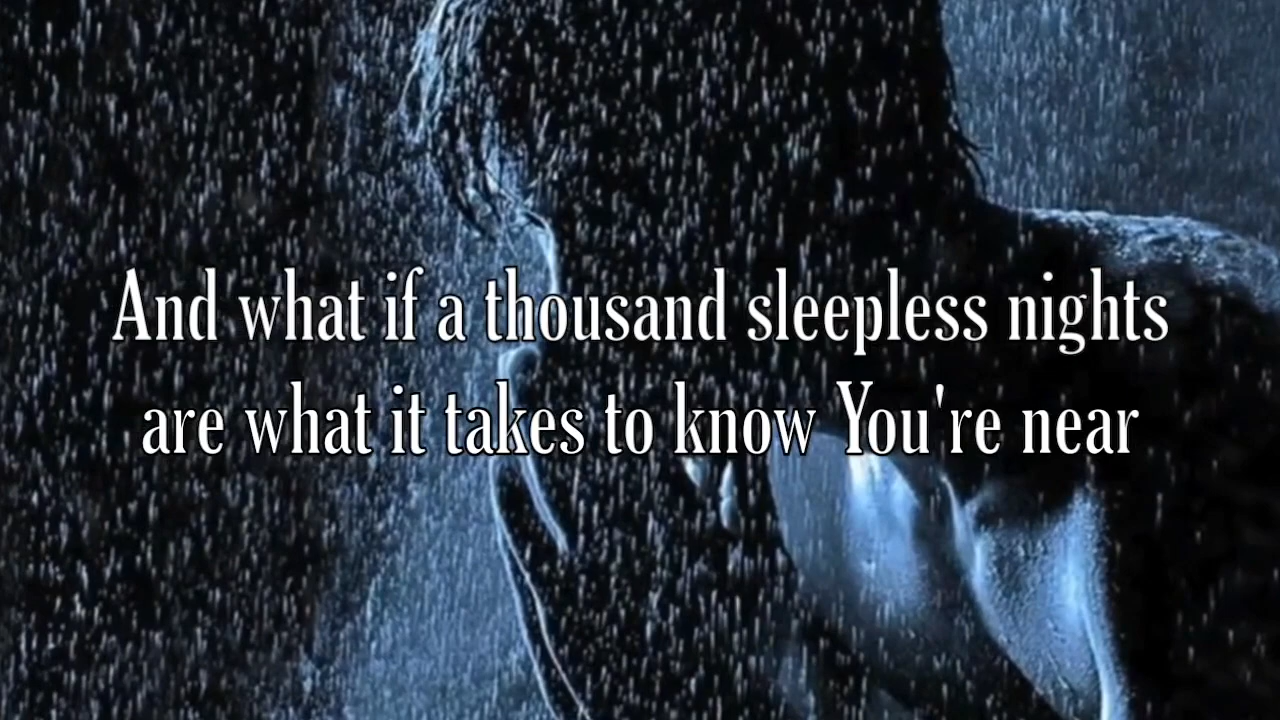 And what if a thousand sleepless nights
are what it takes to know You're near